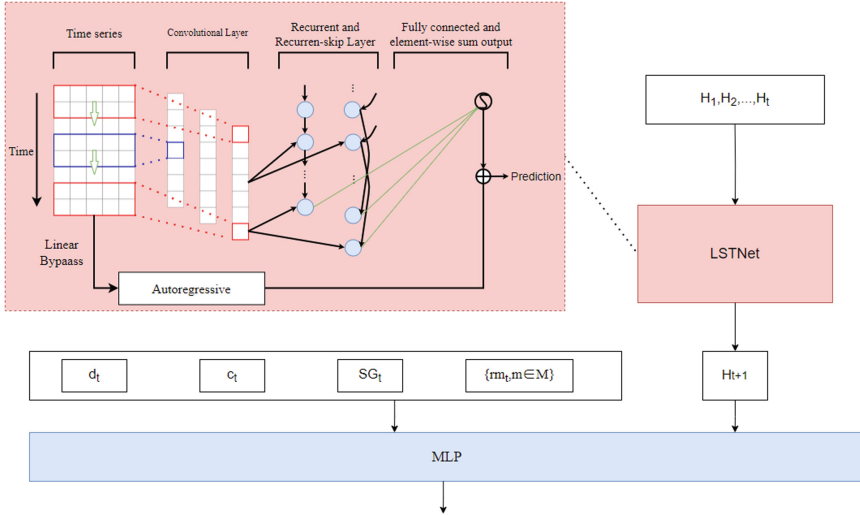 Time series
Convolutional Layer
Recurrent and
Recurren-skip Layer
Fully connected and
element-wise sum output
Time
Prediction
Linear
Bypaass
Autoregressive
H1,H2,...,Ht
LSTNet
dt
ct
SGt
{rmt,m∈M}
Ht+1
MLP